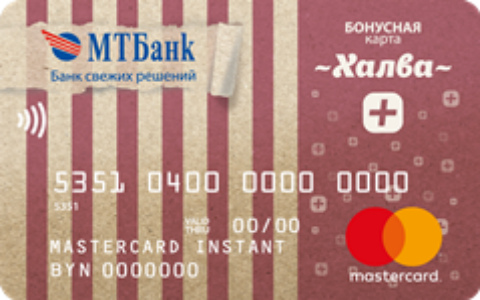 МТБанк
Банк свежих решений
БОНУСНАЯ
карта
~Халва~
+
5351 0400 0000 0000
5351
VALID
THRU 00/00
MASTERCARD INSTANT
BYN 0000000
mastercard.